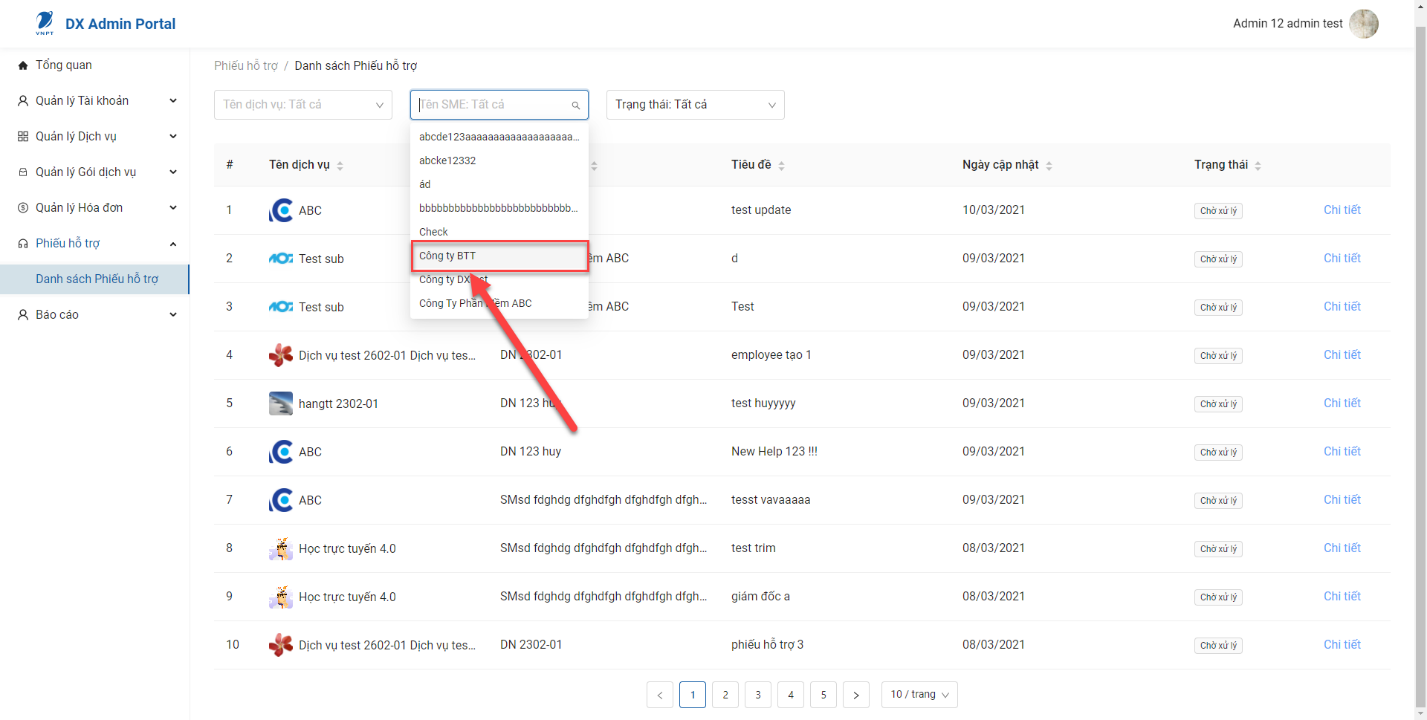 VNPT
DX Admin Portal
Admin 12 admin test
Tổng quan
Quản lý Tài khoản
Quản lý Dịch vụ
Quản lý Gói dịch vụ
Quản lý Hóa đơn
Phiếu hỗ trợ
Danh sách Phiếu hỗ trợ
Báo cáo
Phiếu hỗ trợ / Danh sách Phiếu hỗ trợ
Tên dịch vụ: Tất cả
Tên SME: Tất cả
Trạng thái: Tất cả
abcde123aaaaaaaaaaaaaaaaaaa...
abcke12332
ád
bbbbbbbbbbbbbbbbbbbbbbbbbb...
Check
Công ty BTT
Công ty DX
Công Ty Phần mềm ABC
# Tên dịch vụ Tiêu đề Ngày cập nhật Trạng thái
1 ABC test update 10/03/2021 Chờ xử lý Chi tiết
2 Test sub ềm ABC d 09/03/2021 Chờ xử lý Chi tiết
3 Test sub ềm ABC Test 09/03/2021 Chờ xử lý Chi tiết
4 Dịch vụ test 2602-01 Dịch vụ tes... DN 2302-01 employee tạo 1 09/03/2021 Chờ xử lý Chi tiết
5 hangtt 2302-01 DN 123 huy test huyyyyy 09/03/2021 Chờ xử lý Chi tiết
6 ABC DN 123 huy New Help 123 !!! 09/03/2021 Chờ xử lý Chi tiết
7 ABC SMsd fdghdg dfghdfgh dfghdfgh dfgh... tesst vavaaaaa 09/03/2021 Chờ xử lý Chi tiết
8 Học trực tuyến 4.0 SMsd fdghdg dfghdfgh dfghdfgh dfgh... test trim 08/03/2021 Chờ xử lý Chi tiết
9 Học trực tuyến 4.0 SMsd fdghdg dfghdfgh dfghdfgh dfgh... giám đốc a 08/03/2021 Chờ xử lý Chi tiết
10 Dịch vụ test 2602-01 Dịch vụ tes... DN 2302-01 phiếu hỗ trợ 3 08/03/2021 Chờ xử lý Chi tiết
< 1 2 3 4 5 > 10 / trang